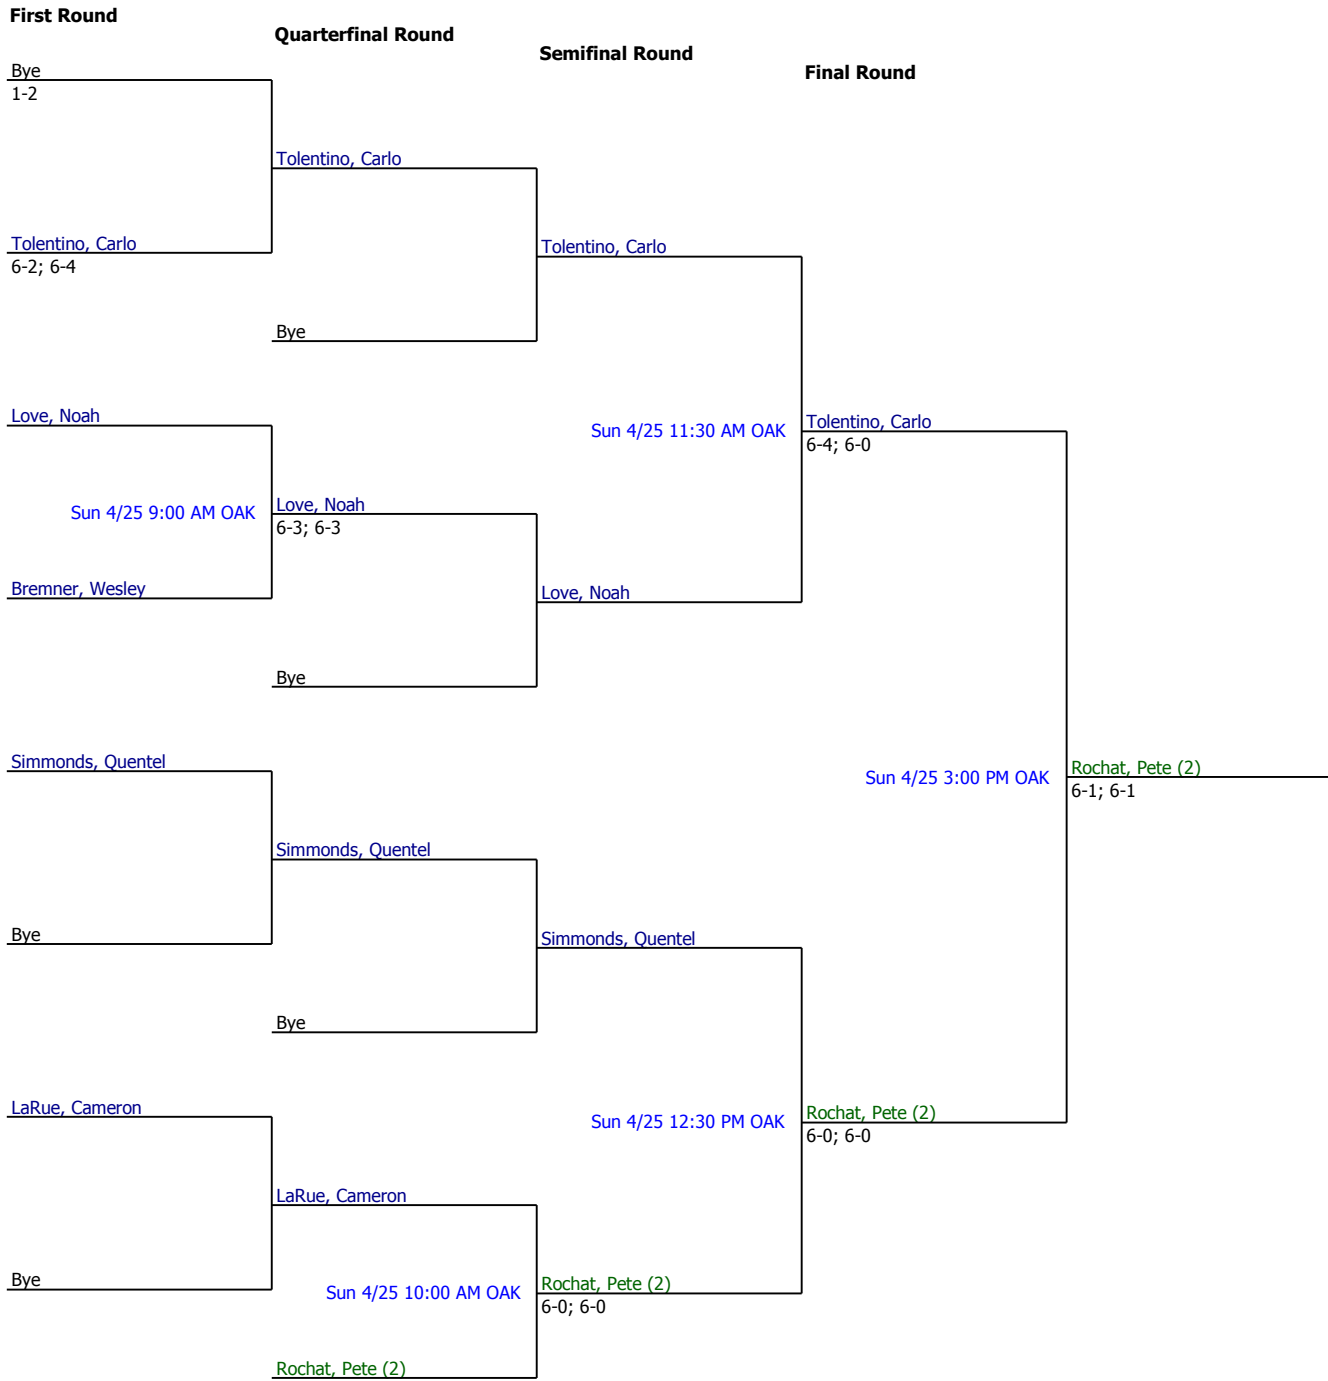 First Round
Quarterfinal Round
Semifinal Round
Final Round
Bye
1-2
Tolentino, Carlo
Tolentino, Carlo
6-2; 6-4
Tolentino, Carlo
Bye
Love, Noah
Sun 4/25 11:30 AM OAK
Tolentino, Carlo
6-4; 6-0
Sun 4/25 9:00 AM OAK
Love, Noah
6-3; 6-3
Bremner, Wesley
Love, Noah
Bye
Simmonds, Quentel
Sun 4/25 3:00 PM OAK
Rochat, Pete (2)
6-1; 6-1
Simmonds, Quentel
Bye
Simmonds, Quentel
Bye
LaRue, Cameron
Sun 4/25 12:30 PM OAK
Rochat, Pete (2)
6-0; 6-0
LaRue, Cameron
Bye
Sun 4/25 10:00 AM OAK
Rochat, Pete (2)
6-0; 6-0
Rochat, Pete (2)